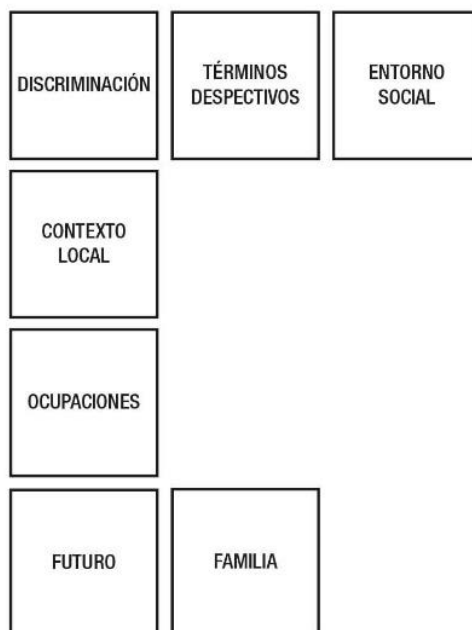 DISCRIMINACIÓN
TÉRMINOS
DESPECTIVOS
ENTORNO
SOCIAL
CONTEXTO
LOCAL
OCUPACIONES
FUTURO
FAMILIA